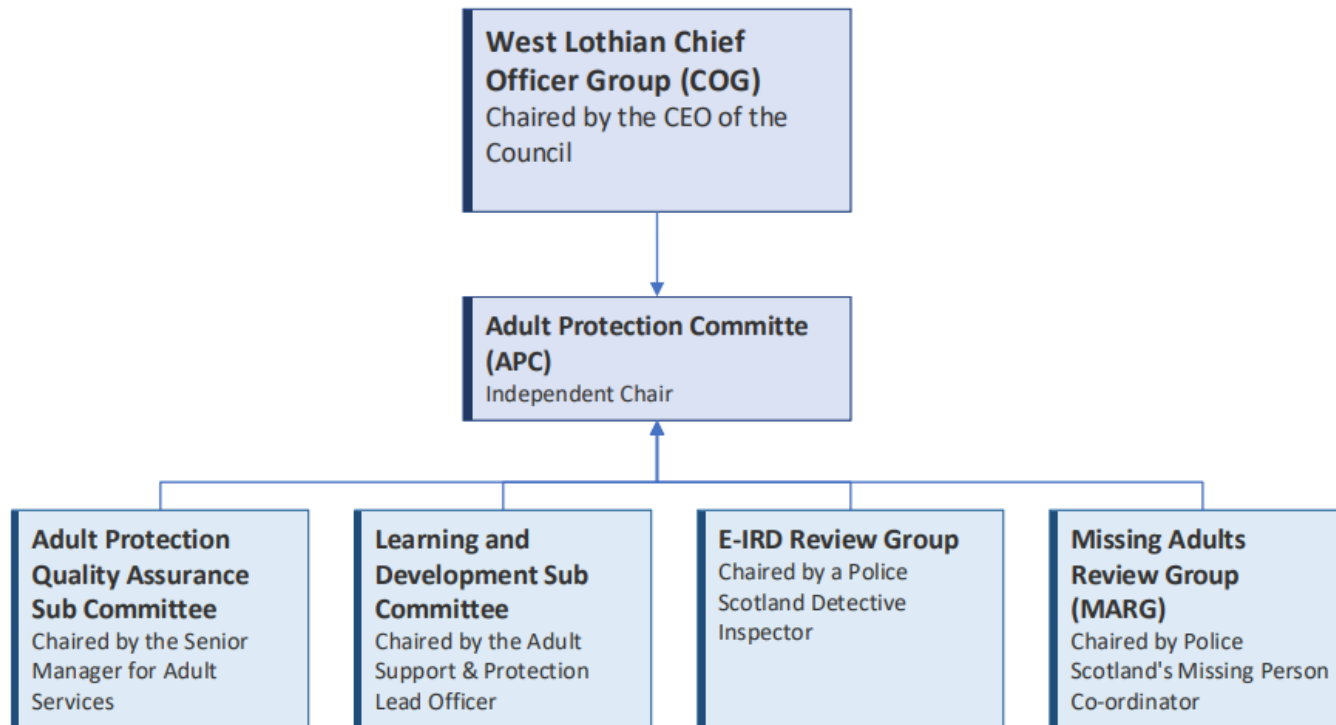 West Lothian Chief
Officer Group (COG)
Chaired by the CEO of the
Council
Adult Protection Committe
(APC)
Independent Chair
Adult Protection
Quality Assurance
Sub Committee
Chaired by the Senior
Manager for Adult
Services
Learning and
Development Sub
Committee
Chaired by the Adult
Support & Protection
Lead Officer
E-IRD Review Group
Chaired by a Police
Scotland Detective
Inspector
Missing Adults
Review Group
(MARG)
Chaired by Police
Scotland's Missing Person
Co-ordinator